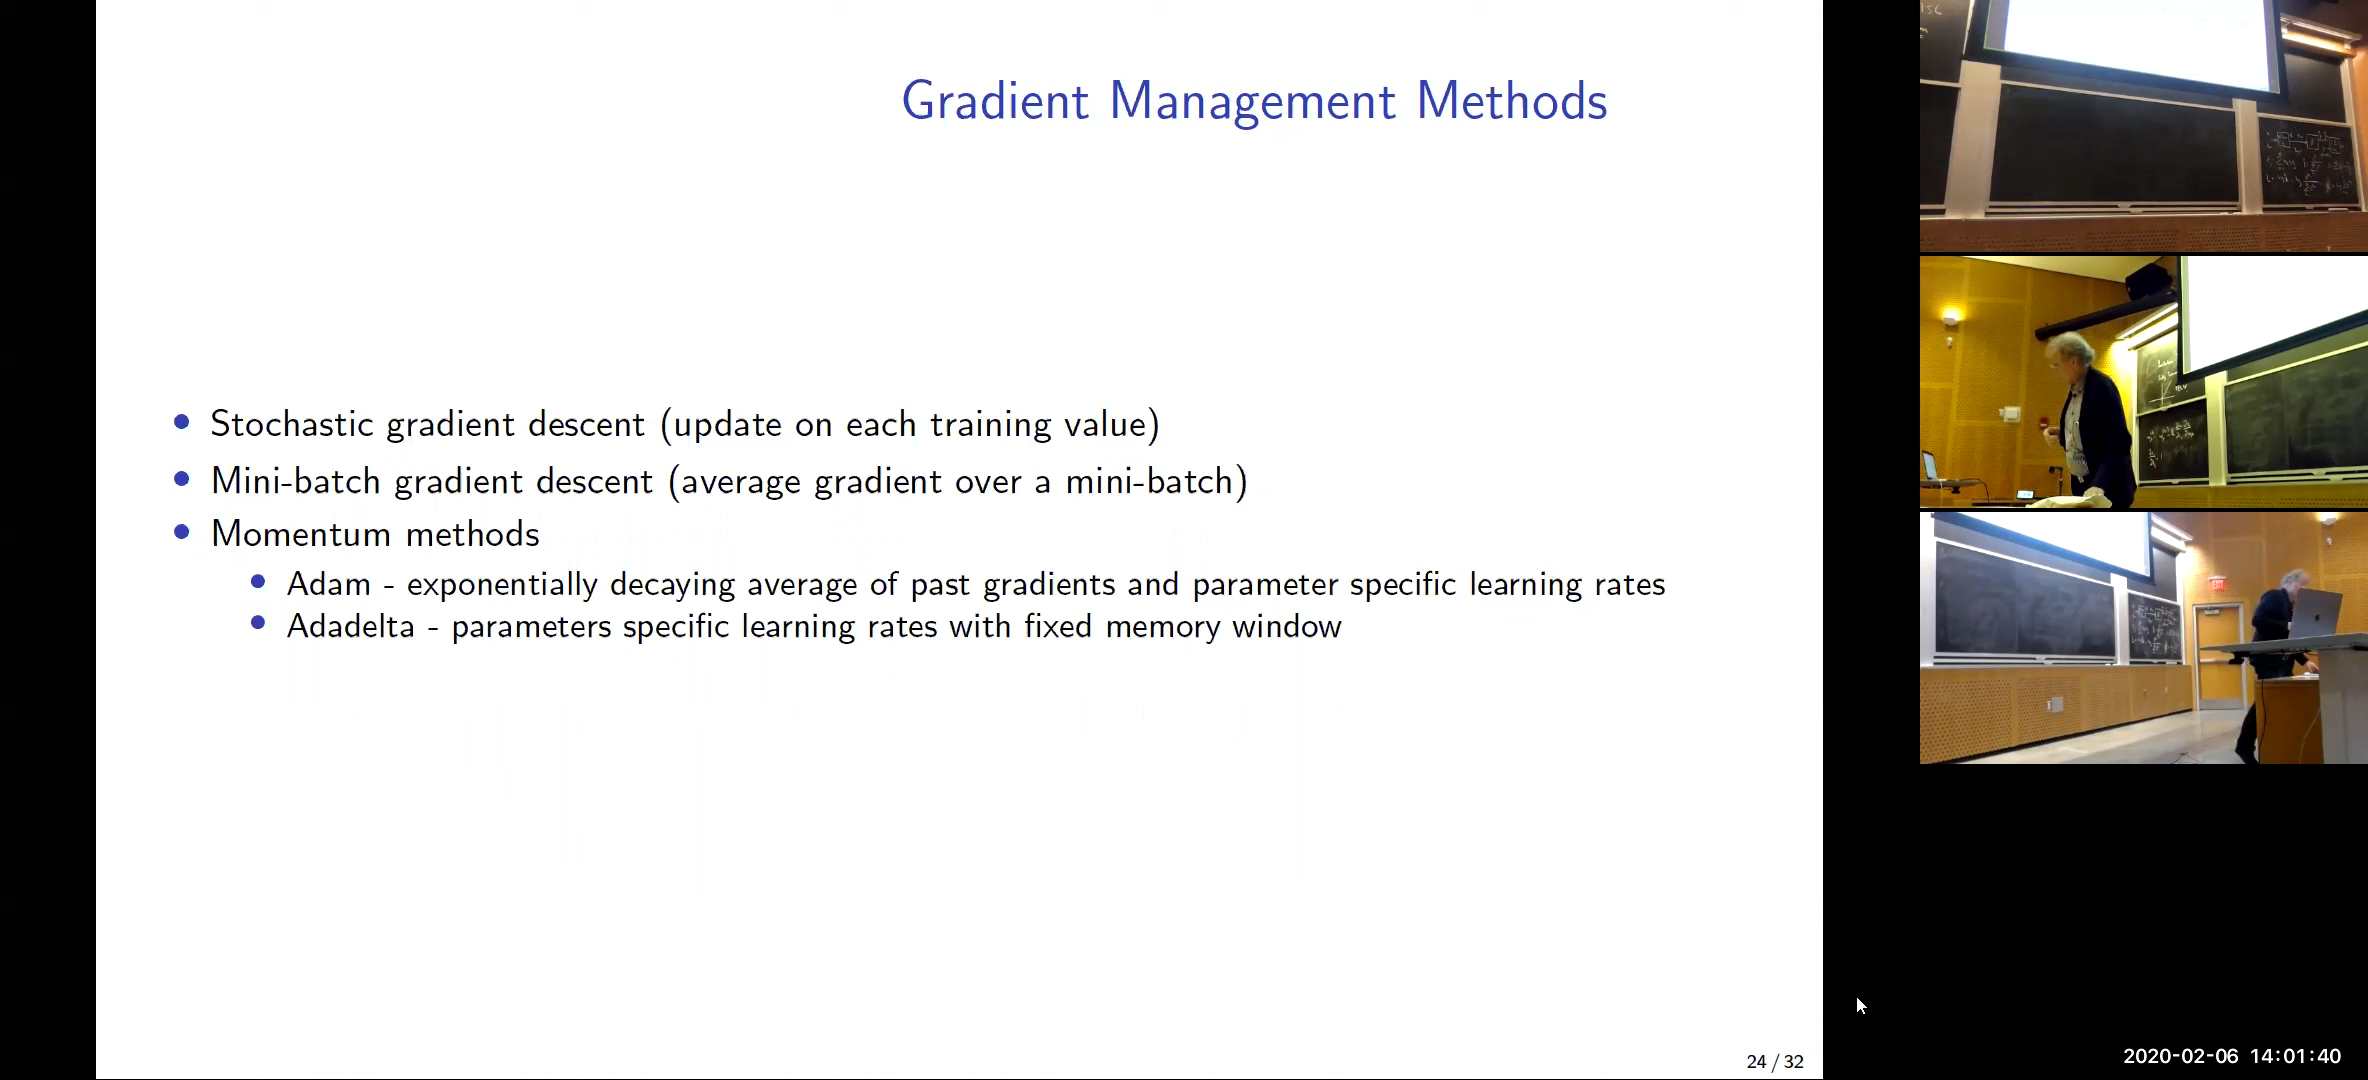 Gradient Management Methods
Stochastic gradient descent (update on each training value)
Mini-batch gradient descent (average gradient over a mini-batch)
Momentum methods
Adam - exponentially decaying average of past gradients and parameter specific learning rates
Adadelta - parameters specific learning rates with fixed memory window
24 / 32
EXIT
2020-02-06 14:01:40